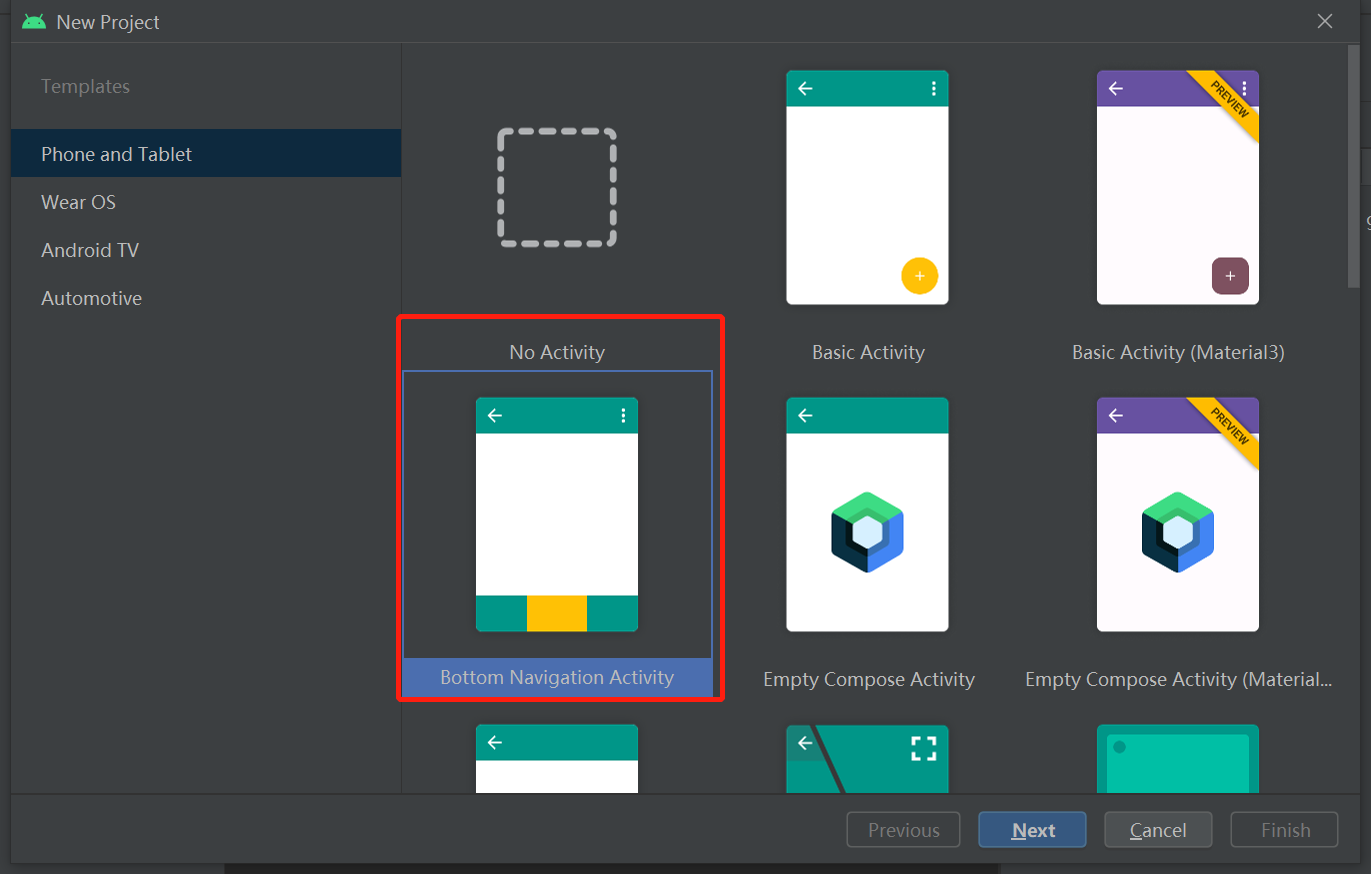 New Project
Templates
Phone and Tablet
Wear OS
Android TV
Automotive
PREVIEW
No Activity
Basic Activity
Basic Activity (Material3)
PREVIEW
Bottom Navigation Activity
Empty Compose Activity
Empty Compose Activity (Material...
Previous
Next
Cancel
Finish